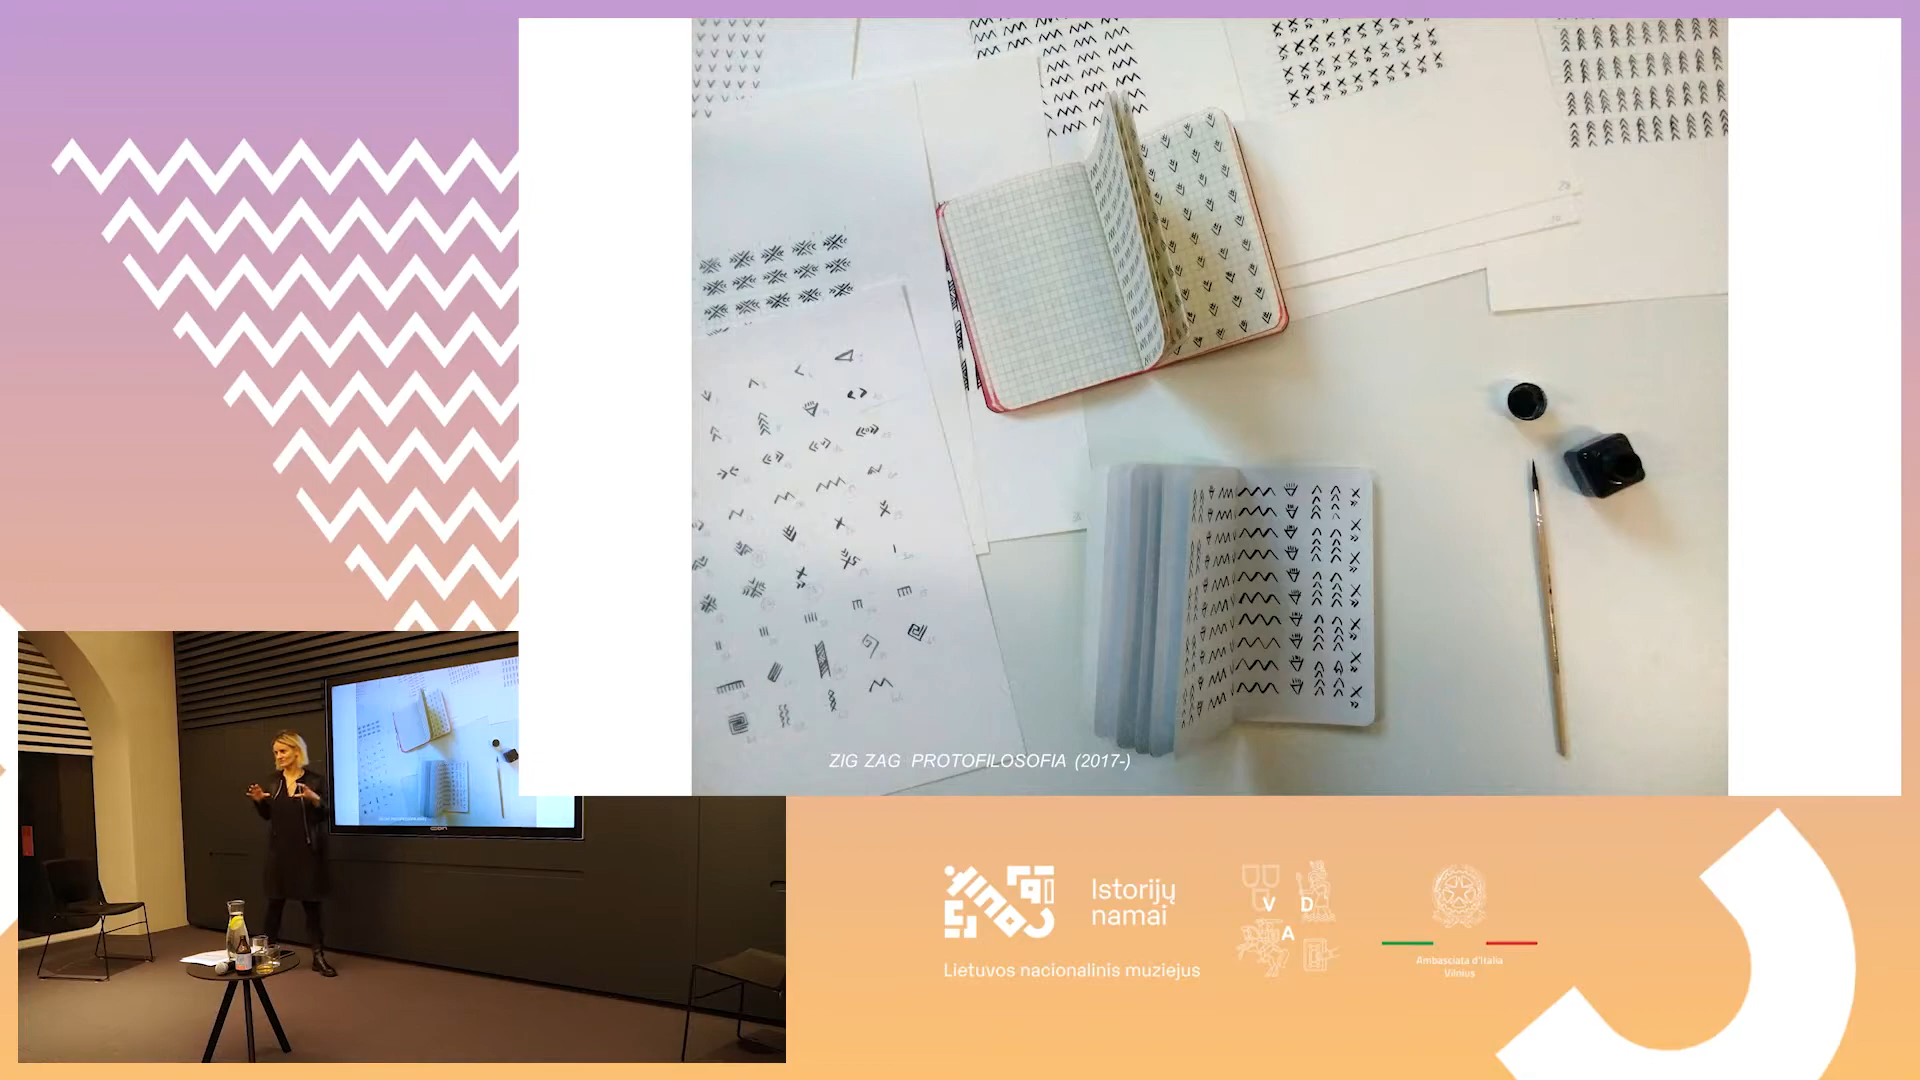 ZIG ZAG PROTOFILOSOFIA (2017-)
Istorijų
namai
Lietuvos nacionalinis muziejus
V D
A
Ambasciata d'Italia
Vilnius